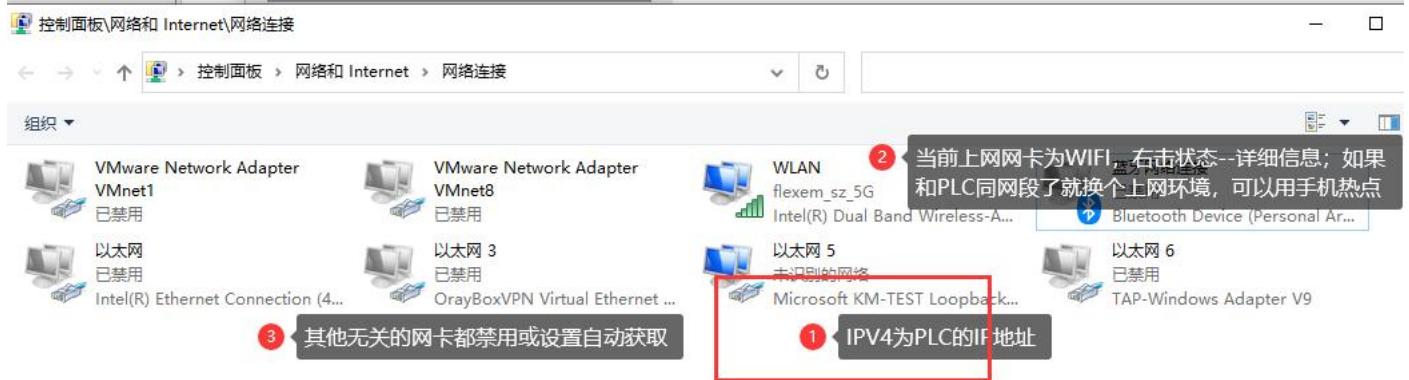 控制面板\网络和 Internet\网络连接
控制面板 › 网络和 Internet › 网络连接
组织
VMware Network Adapter
VMnet1
已禁用
VMware Network Adapter
VMnet8
已禁用
WLAN
flexem_sz_5G
Intel(R) Dual Band Wireless-A...
2 当前上网网卡为WIFI，右击状态--详细信息；如果
和PLC同网段了就换个上网环境，可以用手机热点
Bluetooth Device (Personal Ar...
以太网
已禁用
Intel(R) Ethernet Connection (4...
以太网 3
已禁用
OrayBoxVPN Virtual Ethernet ...
以太网 5
未识别的网络
Microsoft KM-TEST Loopback...
以太网 6
已禁用
TAP-Windows Adapter V9
3 其他无关的网卡都禁用或设置自动获取
1 IPV4为PLC的IP地址